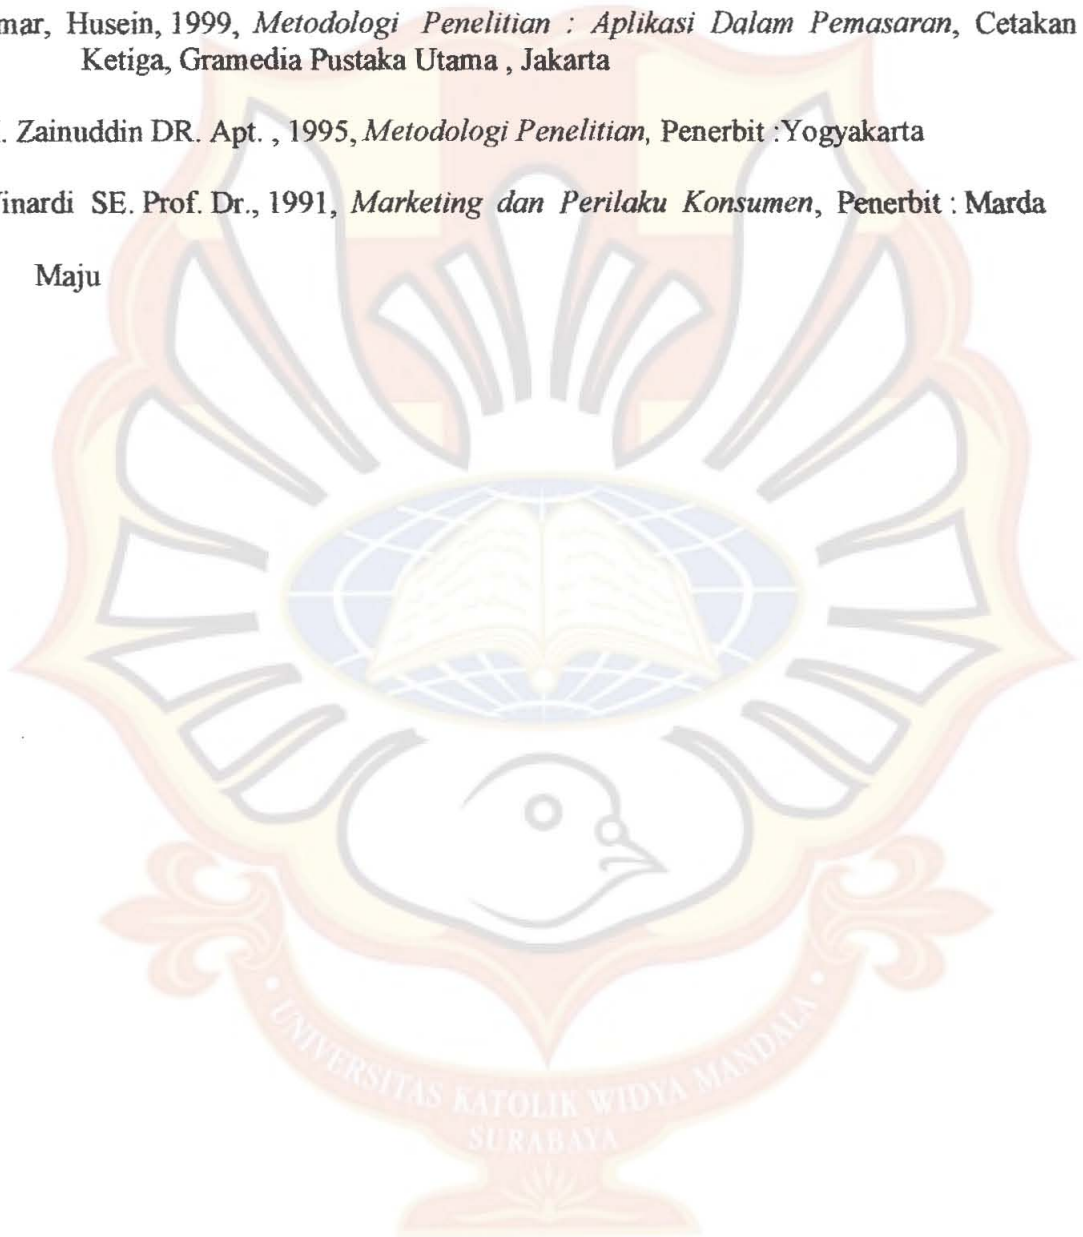 mar, Husein, 1999, Metodologi Penelitian : Aplikasi Dalam Pemasaran, Cetakan
Ketiga, Gramedia Pustaka Utama , Jakarta
. Zainuddin DR. Apt. , 1995, Metodologi Penelitian, Penerbit :Yogyakarta
inardi SE. Prof. Dr., 1991, Marketing dan Perilaku Konsumen, Penerbit : Marda
Maju
UNIVERSITAS KATOLIK WIDYA MANDALA
SURABAYA